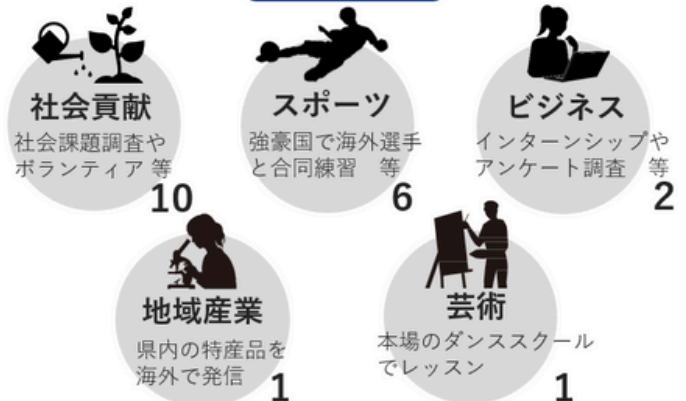 社会貢献
社会課題調査や
ボランティア 等
10
スポーツ
強豪国で海外選手
と合同練習　等
6
ビジネス
インターンシップや
アンケート調査　等
2
地域産業
県内の特産品を
海外で発信
1
芸術
本場のダンススクール
でレッスン
1